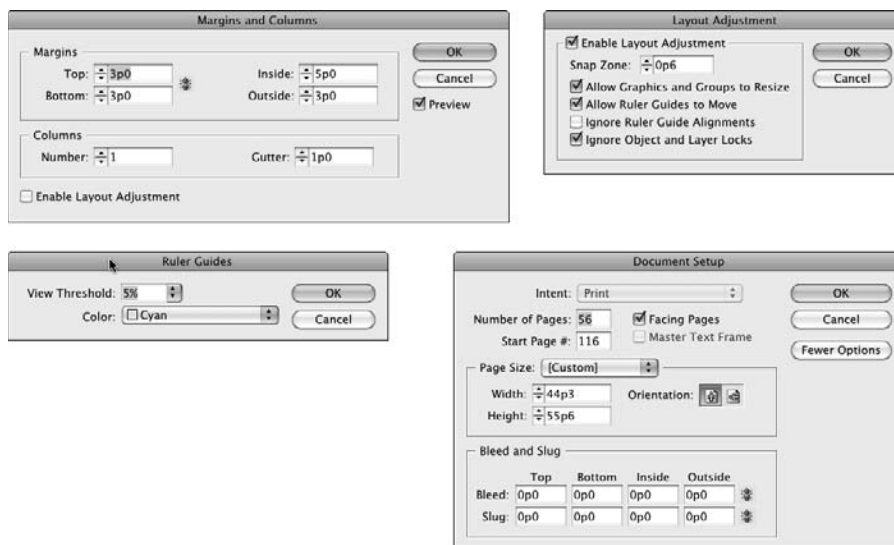 Margins and Columns
Margins
Top: 3p0
Inside: 5p0
Bottom: 3p0
Outside: 3p0
OK
Cancel
Preview
Columns
Number: 1
Gutter: 1p0
Enable Layout Adjustment
Layout Adjustment
Enable Layout Adjustment
Snap Zone: 0p6
Allow Graphics and Groups to Resize
Allow Ruler Guides to Move
Ignore Ruler Guide Alignments
Ignore Object and Layer Locks
OK
Cancel
Ruler Guides
View Threshold: 5%
Color: Cyan
OK
Cancel
Document Setup
Intent: Print
Number of Pages: 56
Facing Pages
Start Page #: 116
Master Text Frame
Page Size: [Custom]
Width: 44p3
Orientation:
Height: 55p6
OK
Cancel
Fewer Options
Bleed and Slug
Top Bottom Inside Outside
Bleed: 0p0 0p0 0p0 0p0
Slug: 0p0 0p0 0p0 0p0